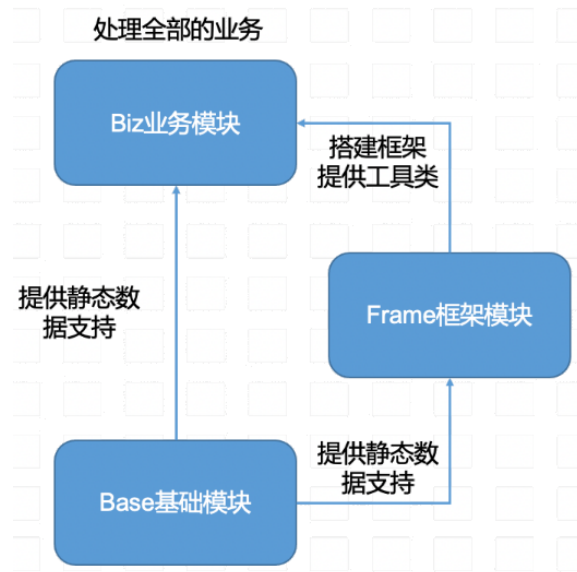 处理全部的业务
Biz业务模块
搭建框架
提供工具类
提供静态数
据支持
Frame框架模块
提供静态数
据支持
Base基础模块